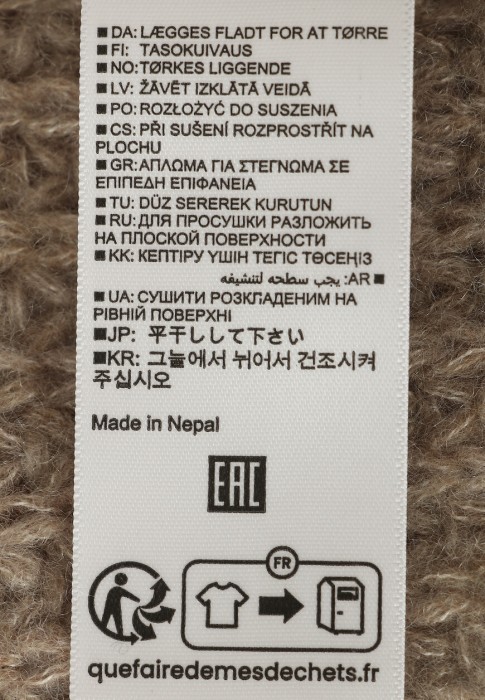 ■ DA: LÆGGES FLADT FOR AT TØRRE
■ FI: TASOKUIVAUS
■ NO: TØRKES LIGGENDE
■ LV: ŽĀVĒT IZKLĀTĀ VEIDĀ
■ PO: ROZŁOŻYĆ DO SUSZENIA
■ CS: PŘI SUŠENÍ ROZPROSTŘÍT NA
PLOCHU
■ GR: ΑΠΛΩΜΑ ΓΙΑ ΣΤΕΓΝΩΜΑ ΣΕ
ΕΠΙΠΕΔΗ ΕΠΙΦΑΝΕΙΑ
■ TU: DÜZ SEREREK KURUTUN
■ RU: ДЛЯ ПРОСУШКИ РАЗЛОЖИТЬ
НА ПЛОСКОЙ ПОВЕРХНОСТИ
■ KK: КЕПТІРУ ҮШІН ТЕГІС ТӨСЕҢІЗ
■ AR: يجب سطحه لتنشيفه
■ UA: СУШИТИ РОЗКЛАДЕНИМ НА
РІВНІЙ ПОВЕРХНІ
■ JP: 平干しして下さい
■ KR: 그늘에서 뉘어서 건조시켜
주십시오
Made in Nepal
EAC
FR
quefairedemesdechets.fr